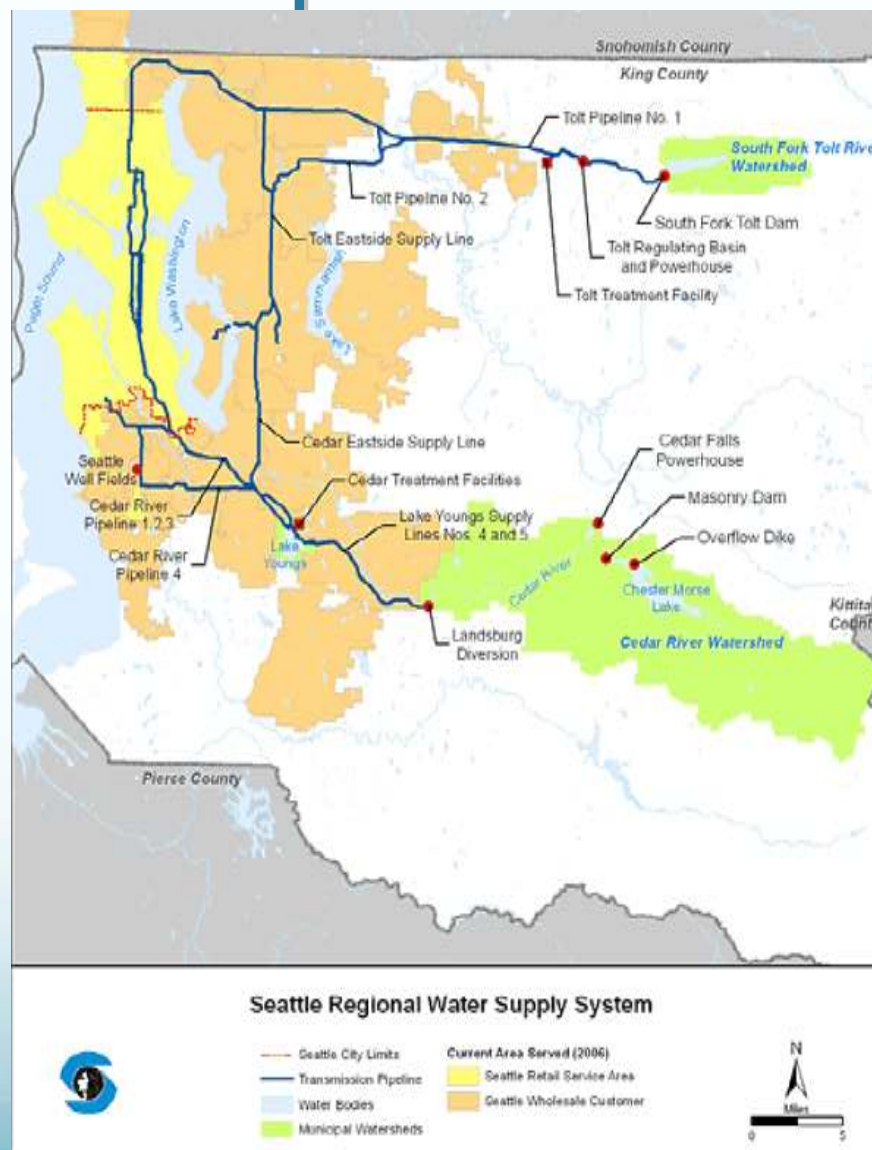 Snohomish County
King County
Tolt Pipeline No. 1
South Fork Tolt River
Watershed
Tolt Pipeline No. 2
South Fork Tolt Dam
Tolt Eastside Supply Line
Tolt Regulating Basin
and Powerhouse
Tolt Treatment Facility
Puget Sound
Lake Washington
Lake Sammamish
Cedar Eastside Supply Line
Cedar Falls
Powerhouse
Seattle
Well Fields
Cedar Treatment Facilities
Masonry Dam
Cedar River
Pipeline 1,2,3
Lake Youngs Supply
Lines Nos. 4 and 5
Overflow Dike
Cedar River
Pipeline 4
Lake
Youngs
Cedar River
Chester Morse
Lake
Landsburg
Diversion
Cedar River Watershed
Pierce County
Seattle Regional Water Supply System
Seattle City Limits
Transmission Pipeline
Water Bodies
Municipal Watersheds
Current Area Served (2006)
Seattle Retail Service Area
Seattle Wholesale Customer
N
Miles
0 5